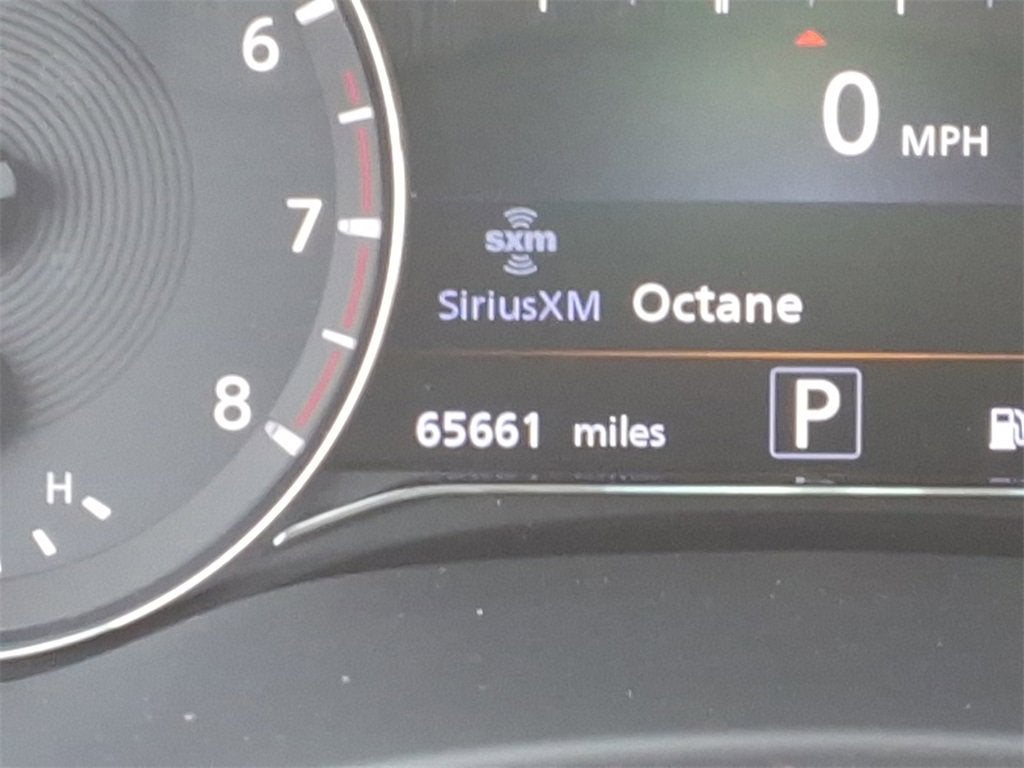 6
0 MPH
7
sxm
SiriusXM Octane
8
65661 miles P
H